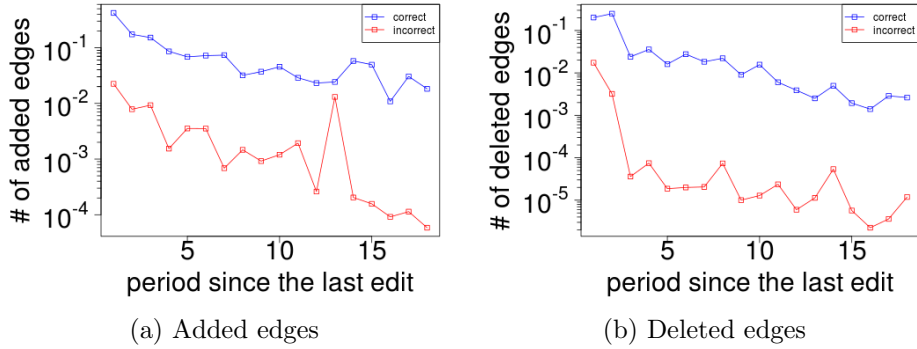 correct
incorrect
# of added edges
10^-1
10^-2
10^-3
10^-4
5
10
15
period since the last edit
(a) Added edges
correct
incorrect
# of deleted edges
10^-1
10^-2
10^-3
10^-4
10^-5
5
10
15
period since the last edit
(b) Deleted edges